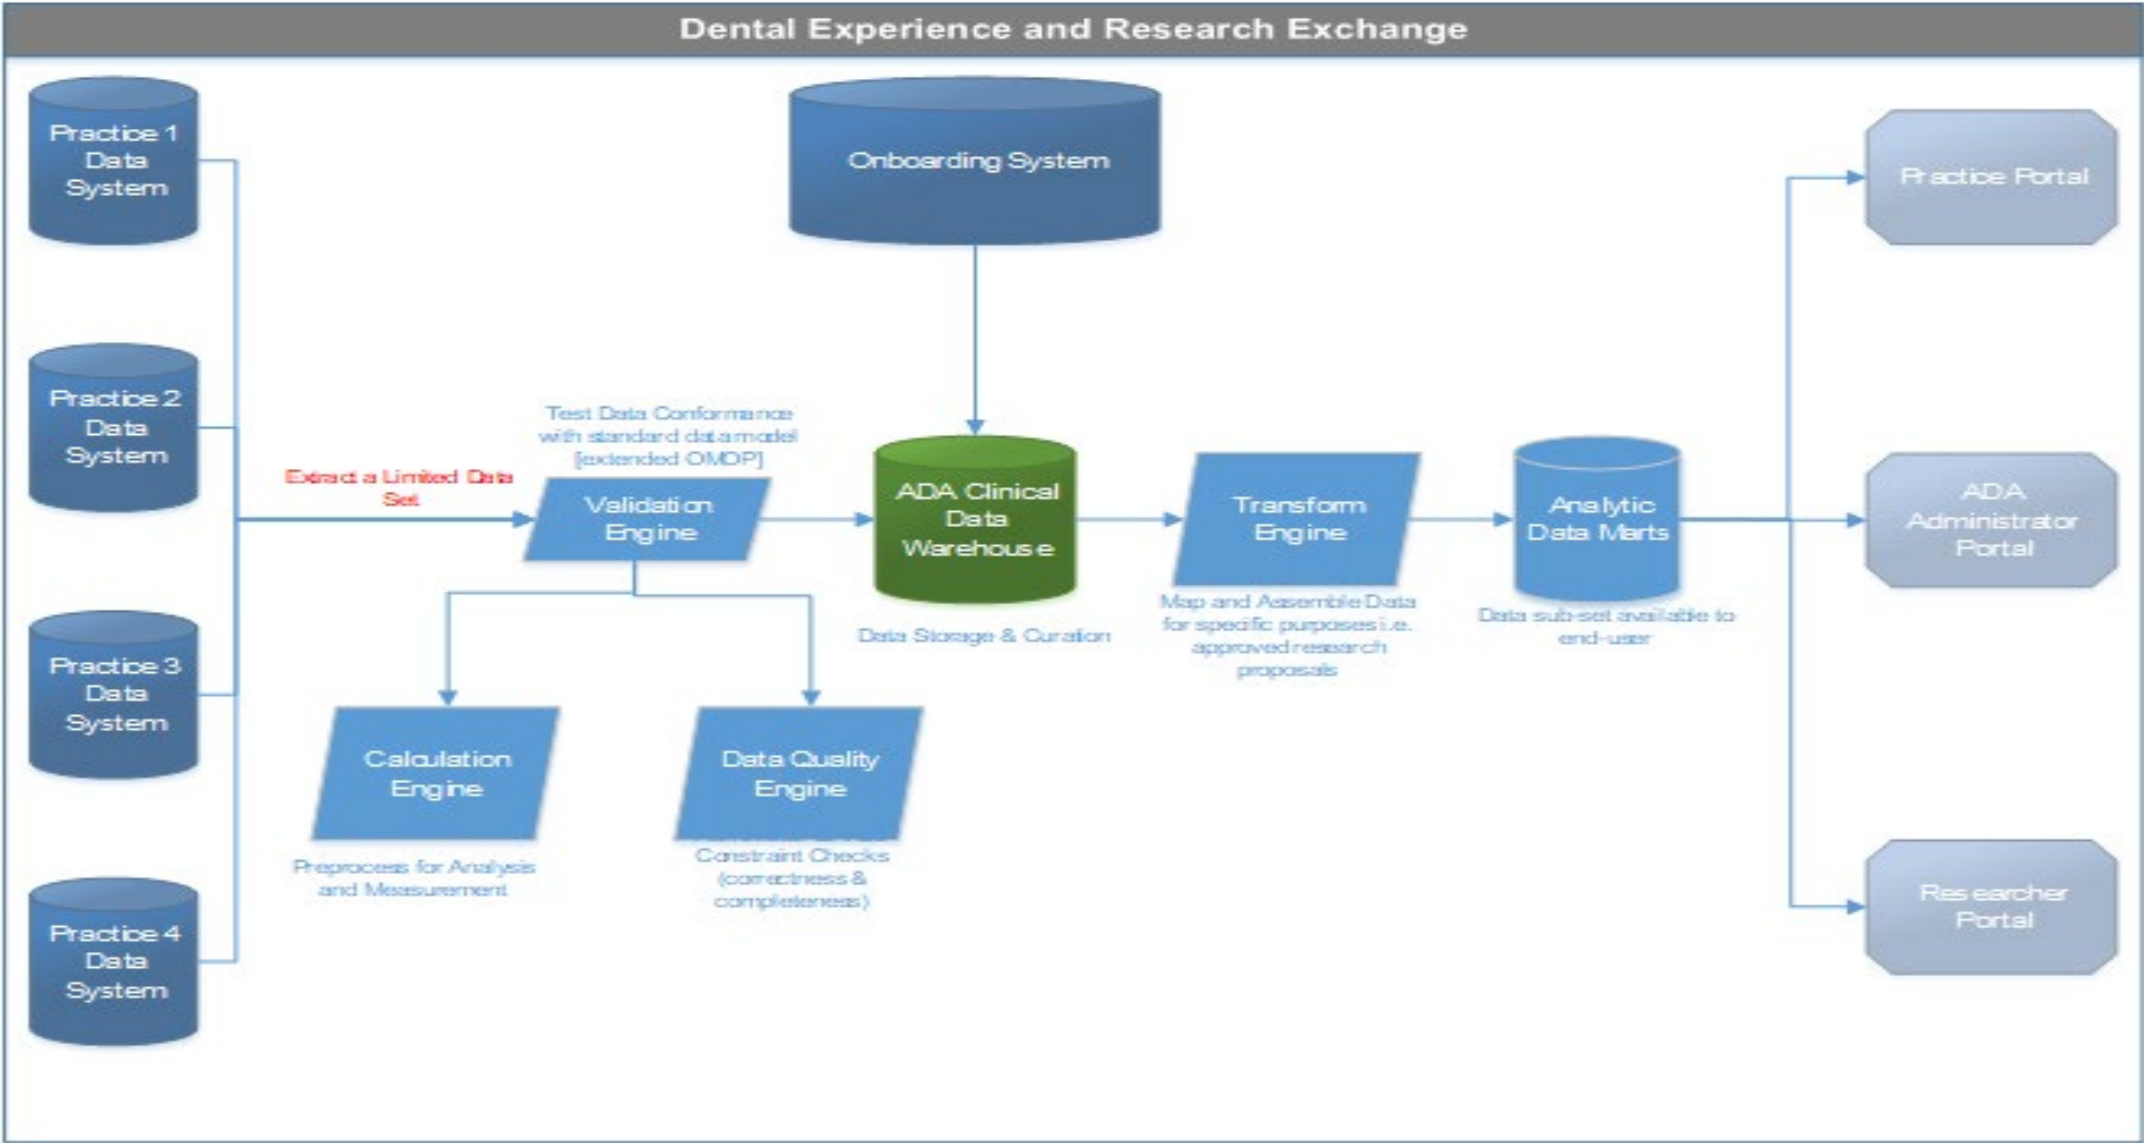 Dental Experience and Research Exchange
Practice 1
Data
System
Onboarding System
Practice Portal
Practice 2
Data
System
Test Data Conformance
with standard data model
[extended OMDP]
Extract a Limited Data
Set
Validation
Engine
ADA Clinical
Data
Warehouse
Data Storage & Curation
Transform
Engine
Map and Assemble Data
for specific purposes i.e.
approved research
proposals
Analytic
Data Marts
Data sub-set available to
end-user
ADA
Administrator
Portal
Practice 3
Data
System
Calculation
Engine
Preprocess for Analysis
and Measurement
Data Quality
Engine
Constraint Checks
(correctness &
completeness)
Researcher
Portal
Practice 4
Data
System